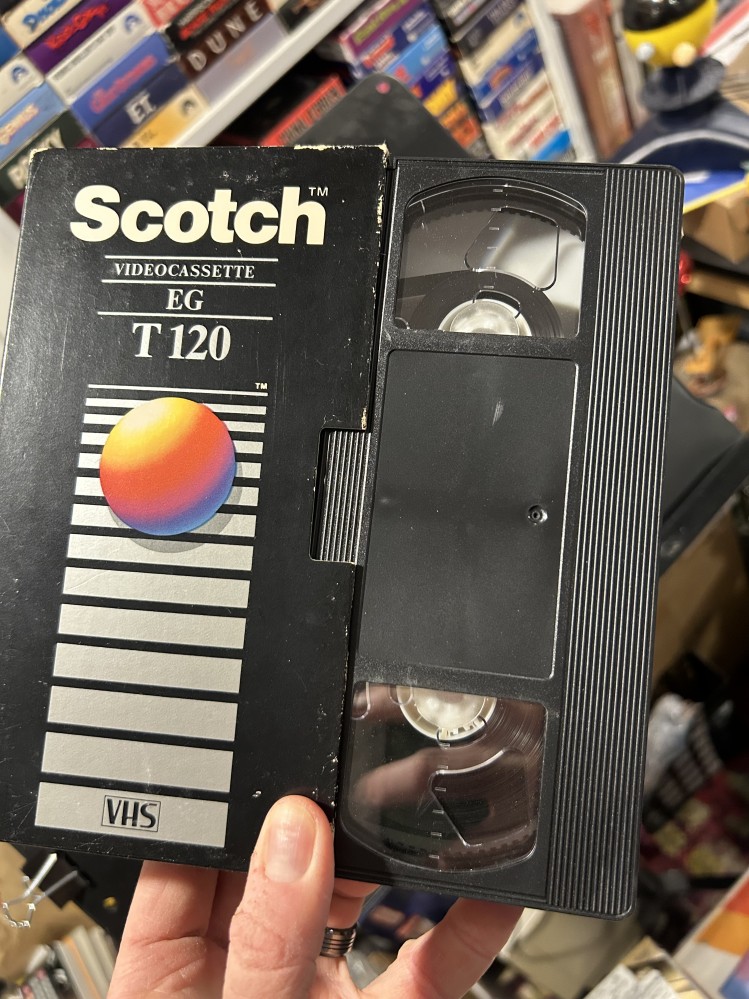 DUNE
E.T.
Scotch™
VIDEOCASSETTE
EG
T 120
TM
VHS